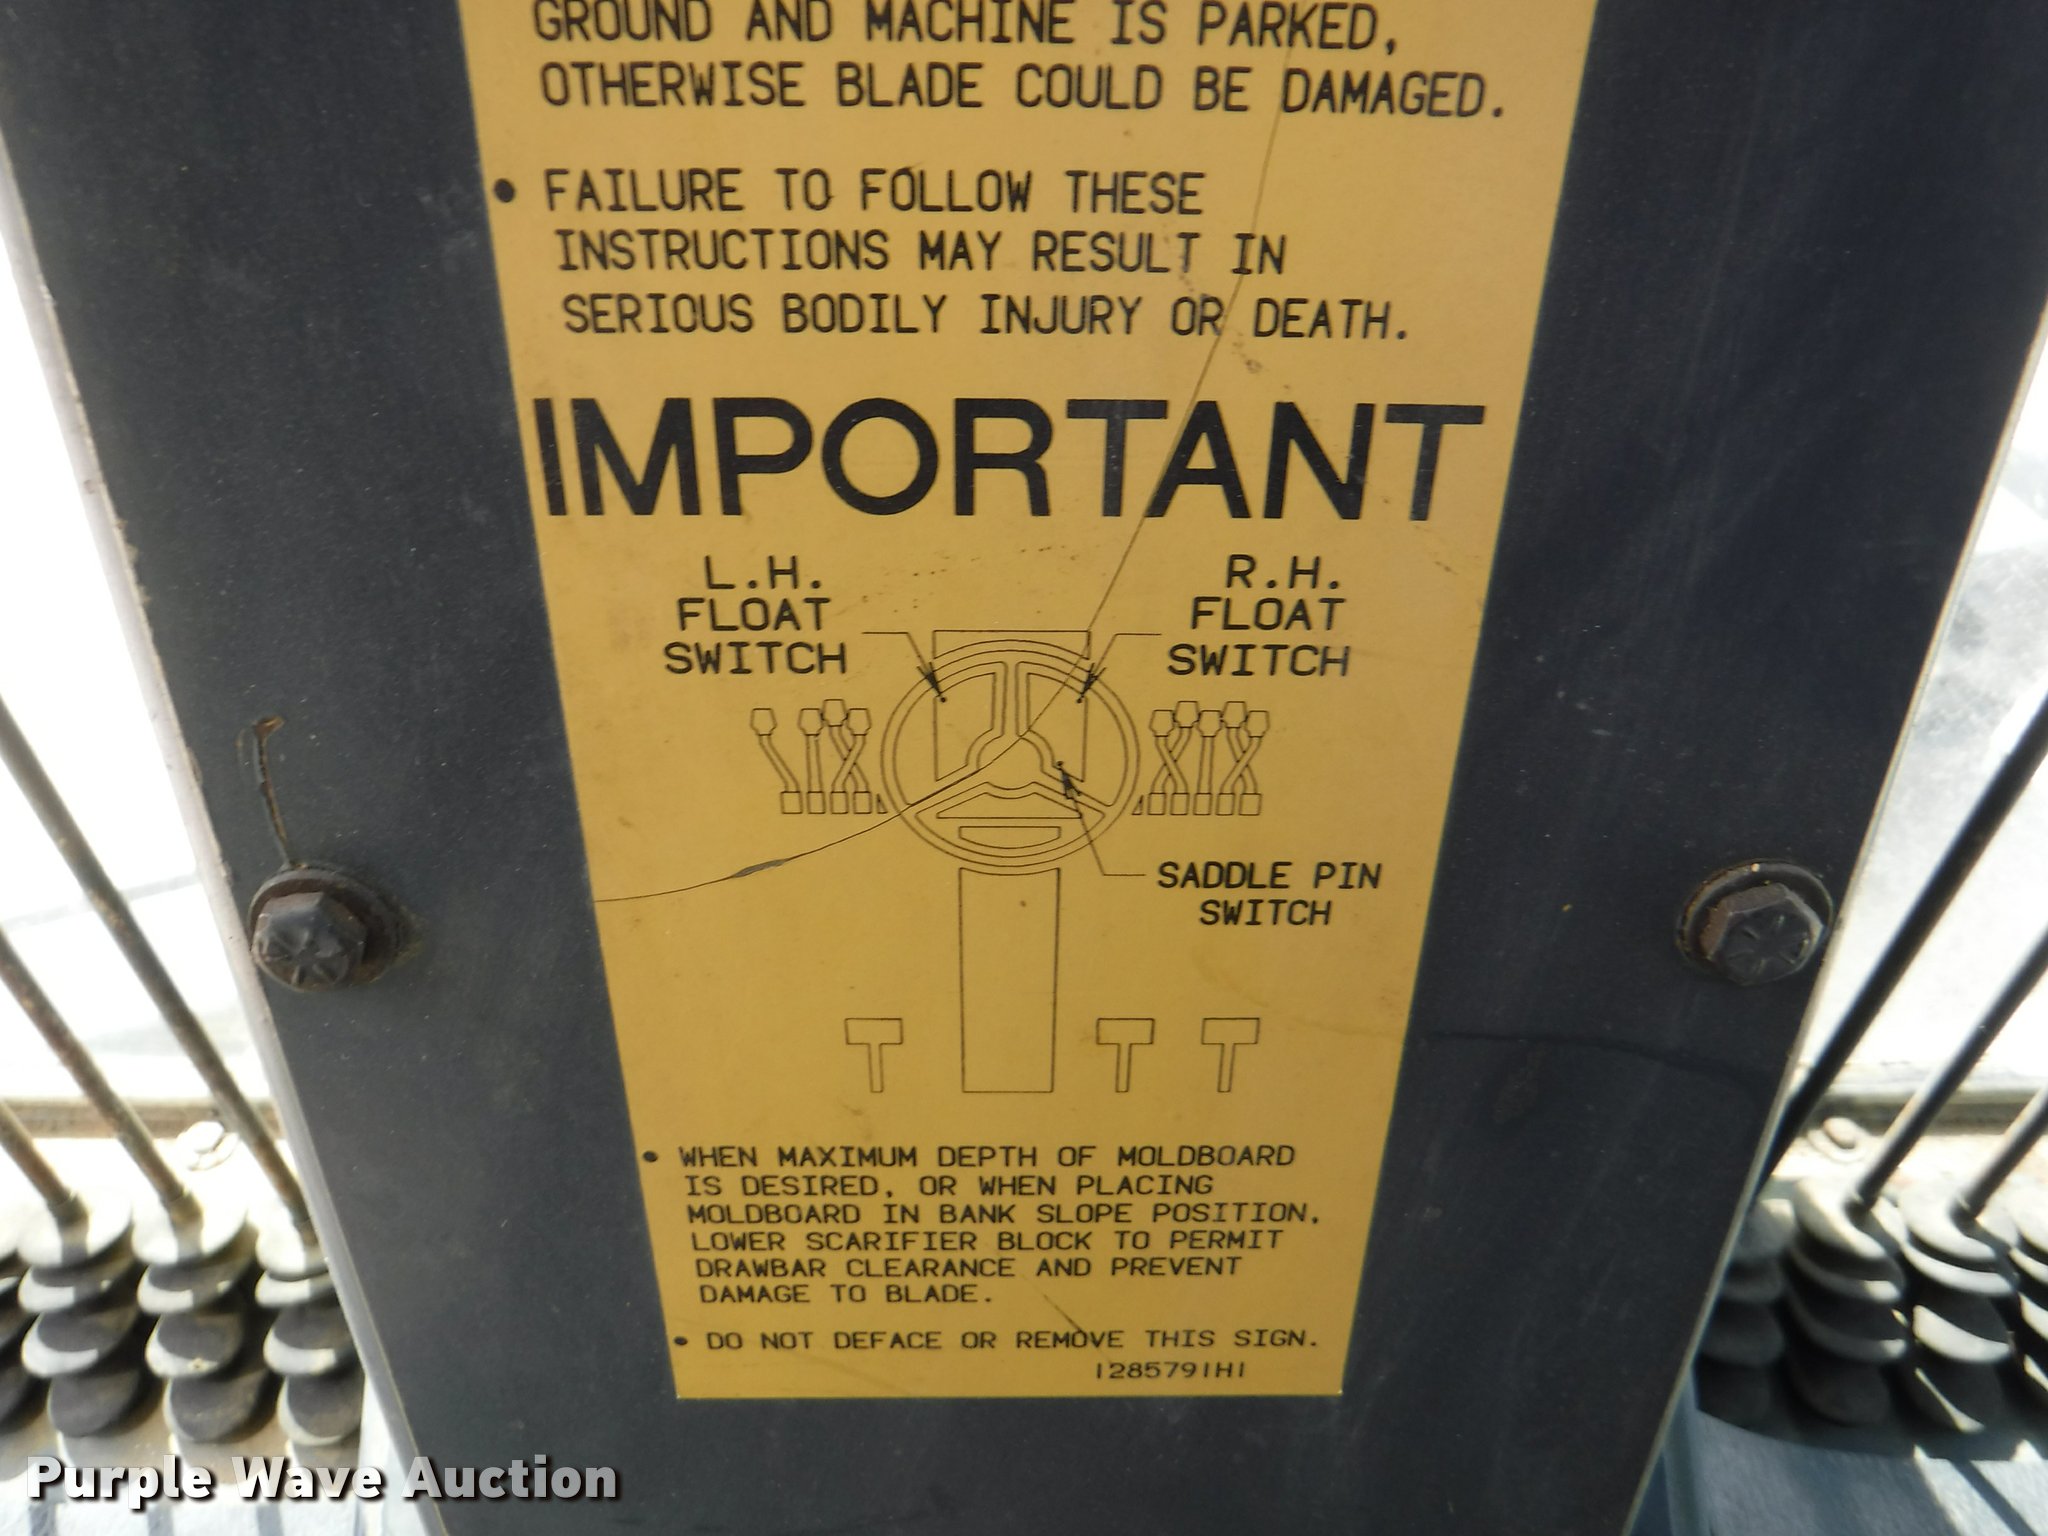 GROUND AND MACHINE IS PARKED,
OTHERWISE BLADE COULD BE DAMAGED.
• FAILURE TO FOLLOW THESE
INSTRUCTIONS MAY RESULT IN
SERIOUS BODILY INJURY OR DEATH.
IMPORTANT
L.H.
FLOAT
SWITCH
R.H.
FLOAT
SWITCH
SADDLE PIN
SWITCH
• WHEN MAXIMUM DEPTH OF MOLDBOARD
IS DESIRED, OR WHEN PLACING
MOLDBOARD IN BANK SLOPE POSITION,
LOWER SCARIFIER BLOCK TO PERMIT
DRAWBAR CLEARANCE AND PREVENT
DAMAGE TO BLADE.
• DO NOT DEFACE OR REMOVE THIS SIGN.
1285791H1
Purple Wave Auction